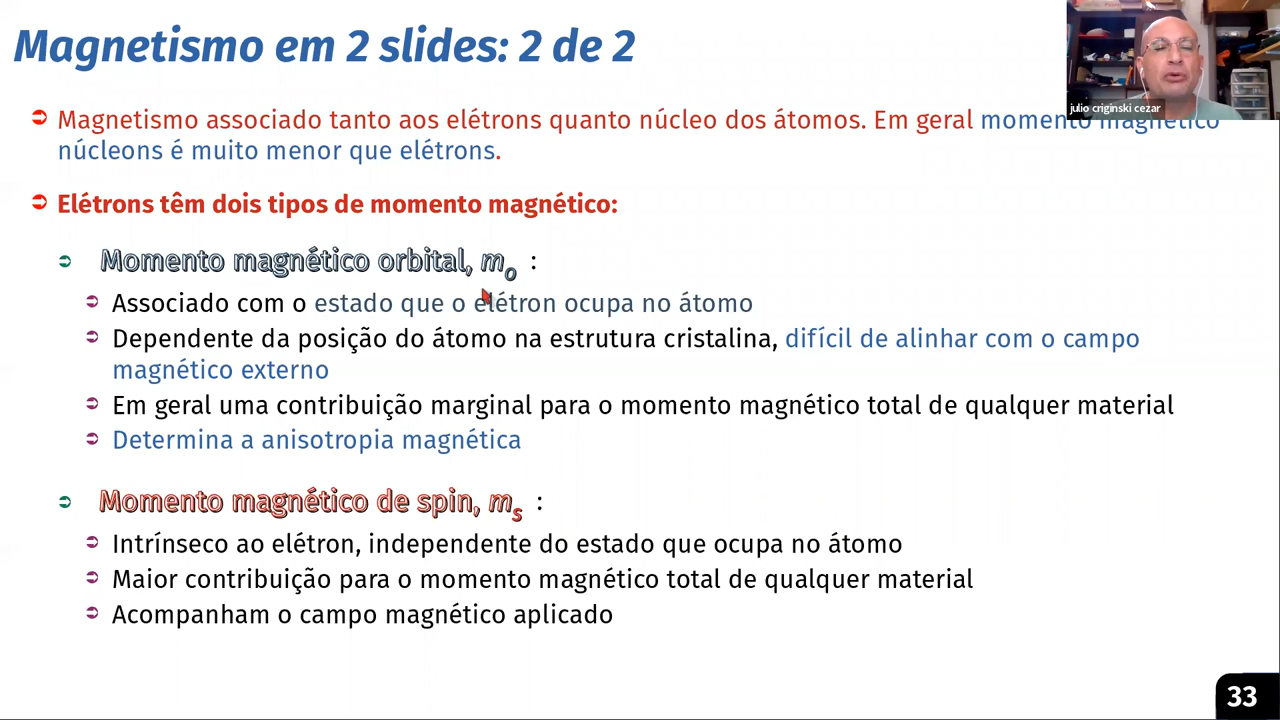 Magnetismo em 2 slides: 2 de 2
julio criginski cezar
Magnetismo associado tanto aos elétrons quanto núcleo dos átomos. Em geral momento magnético
núcleons é muito menor que elétrons.
Elétrons têm dois tipos de momento magnético:
Momento magnético orbital, mo :
Associado com o estado que o elétron ocupa no átomo
Dependente da posição do átomo na estrutura cristalina, difícil de alinhar com o campo
magnético externo
Em geral uma contribuição marginal para o momento magnético total de qualquer material
Determina a anisotropia magnética
Momento magnético de spin, ms :
Intrínseco ao elétron, independente do estado que ocupa no átomo
Maior contribuição para o momento magnético total de qualquer material
Acompanham o campo magnético aplicado
33